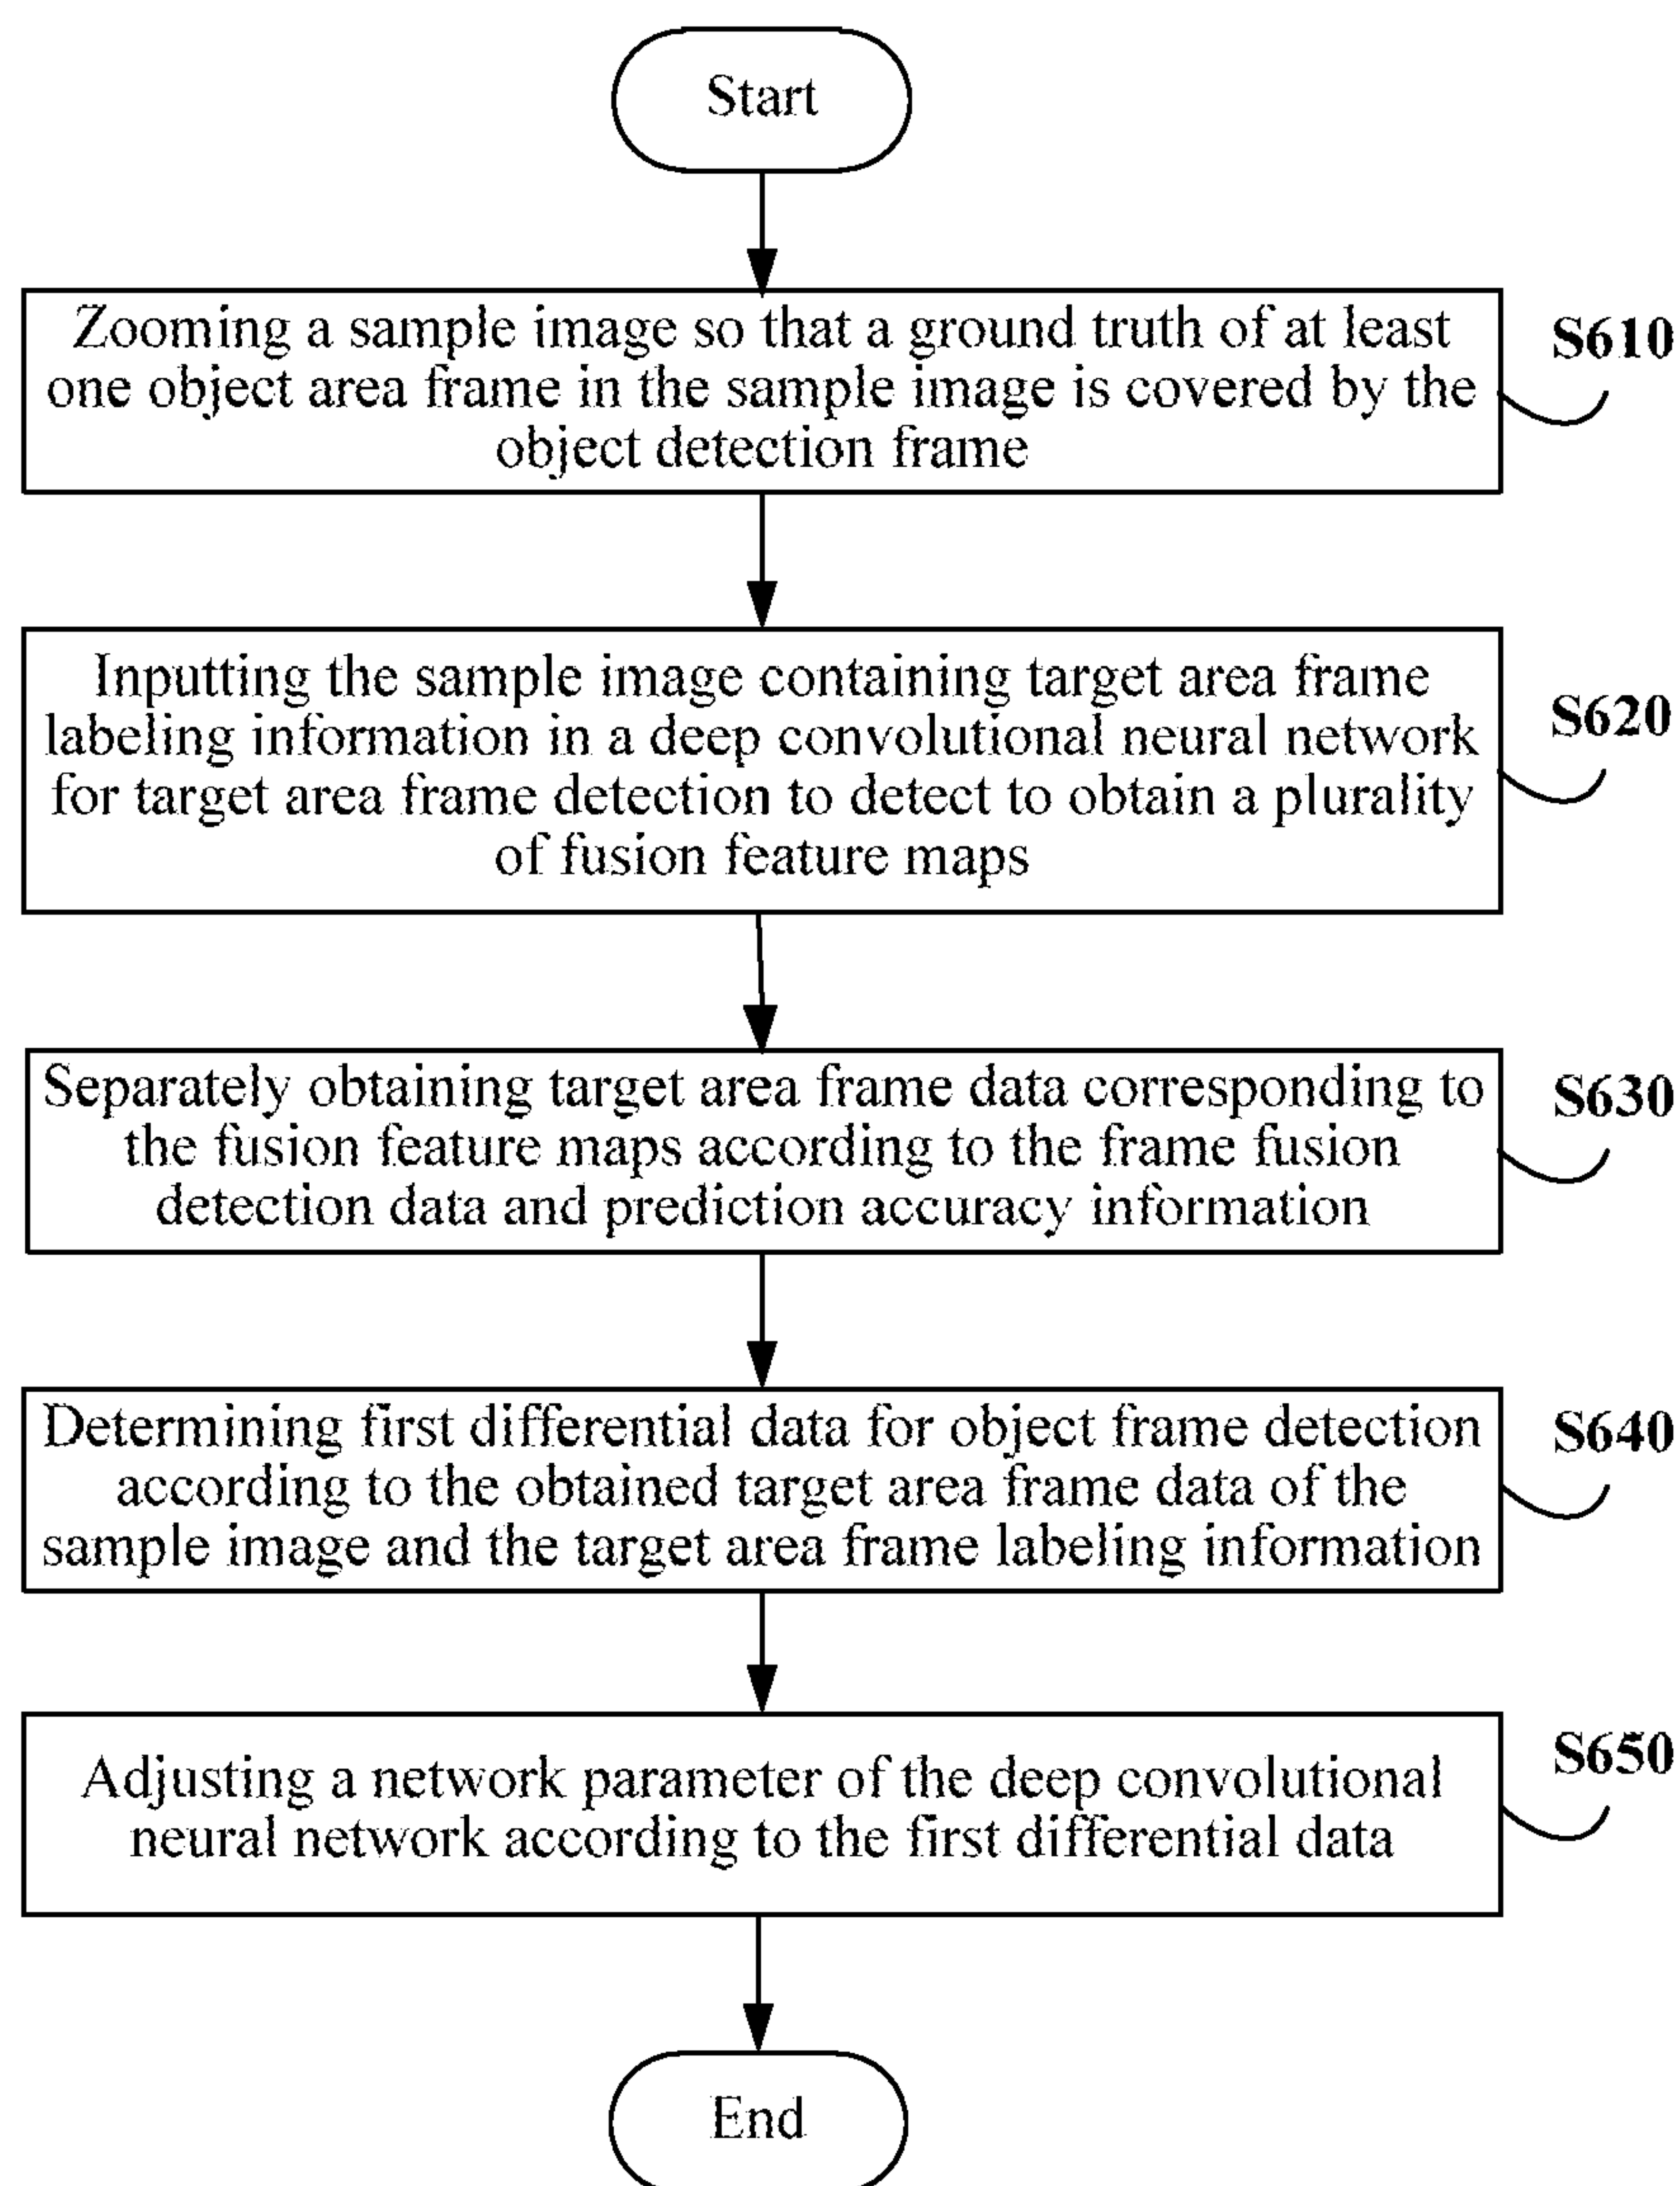 Start
Zooming a sample image so that a ground truth of at least
one object area frame in the sample image is covered by the
object detection frame
S610
Inputting the sample image containing target area frame
labeling information in a deep convolutional neural network
for target area frame detection to detect to obtain a plurality
of fusion feature maps
S620
Separately obtaining target area frame data corresponding to
the fusion feature maps according to the frame fusion
detection data and prediction accuracy information
S630
Determining first differential data for object frame detection
according to the obtained target area frame data of the
sample image and the target area frame labeling information
S640
Adjusting a network parameter of the deep convolutional
neural network according to the first differential data
S650
End